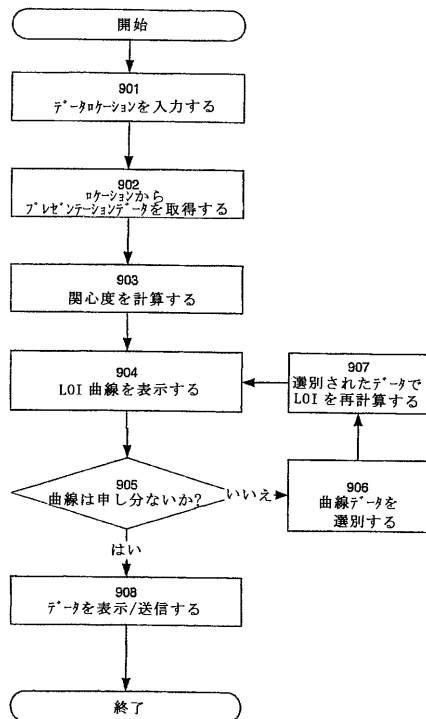 開始
901
データロケーションを入力する
902
ロケーションから
プレゼンテーションデータを取得する
903
関心度を計算する
904
LOI 曲線を表示する
907
選別されたデータで
LOI を再計算する
905
曲線は申し分ないか?
いいえ
906
曲線データを
選別する
はい
908
データを表示/送信する
終了